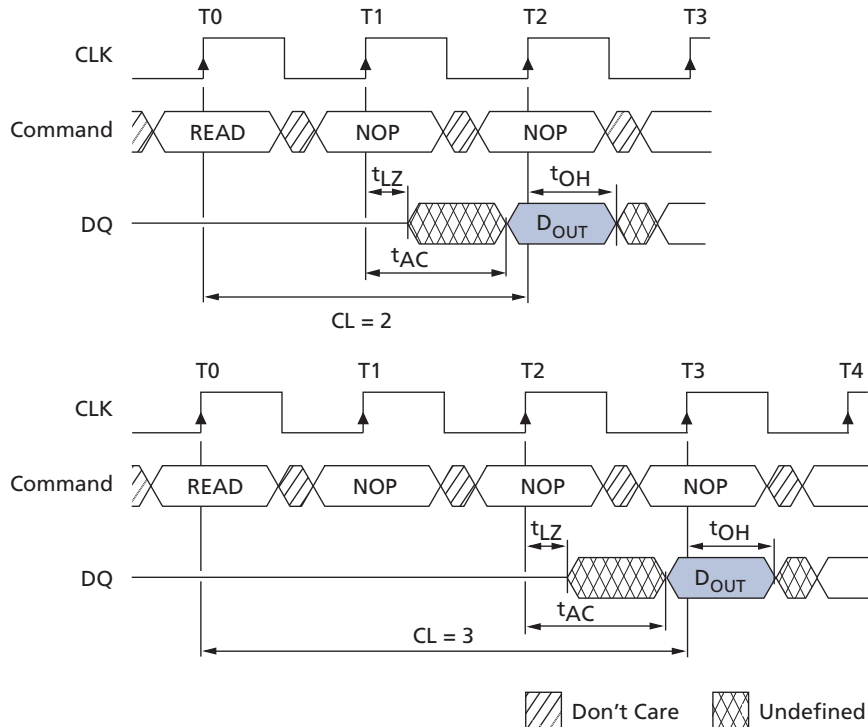 T0 T1 T2 T3
CLK
Command READ NOP NOP
tLZ tOH
DQ DOUT
tAC
CL = 2
T0 T1 T2 T3 T4
CLK
Command READ NOP NOP NOP
tLZ tOH
DQ DOUT
tAC
CL = 3
Don't Care Undefined